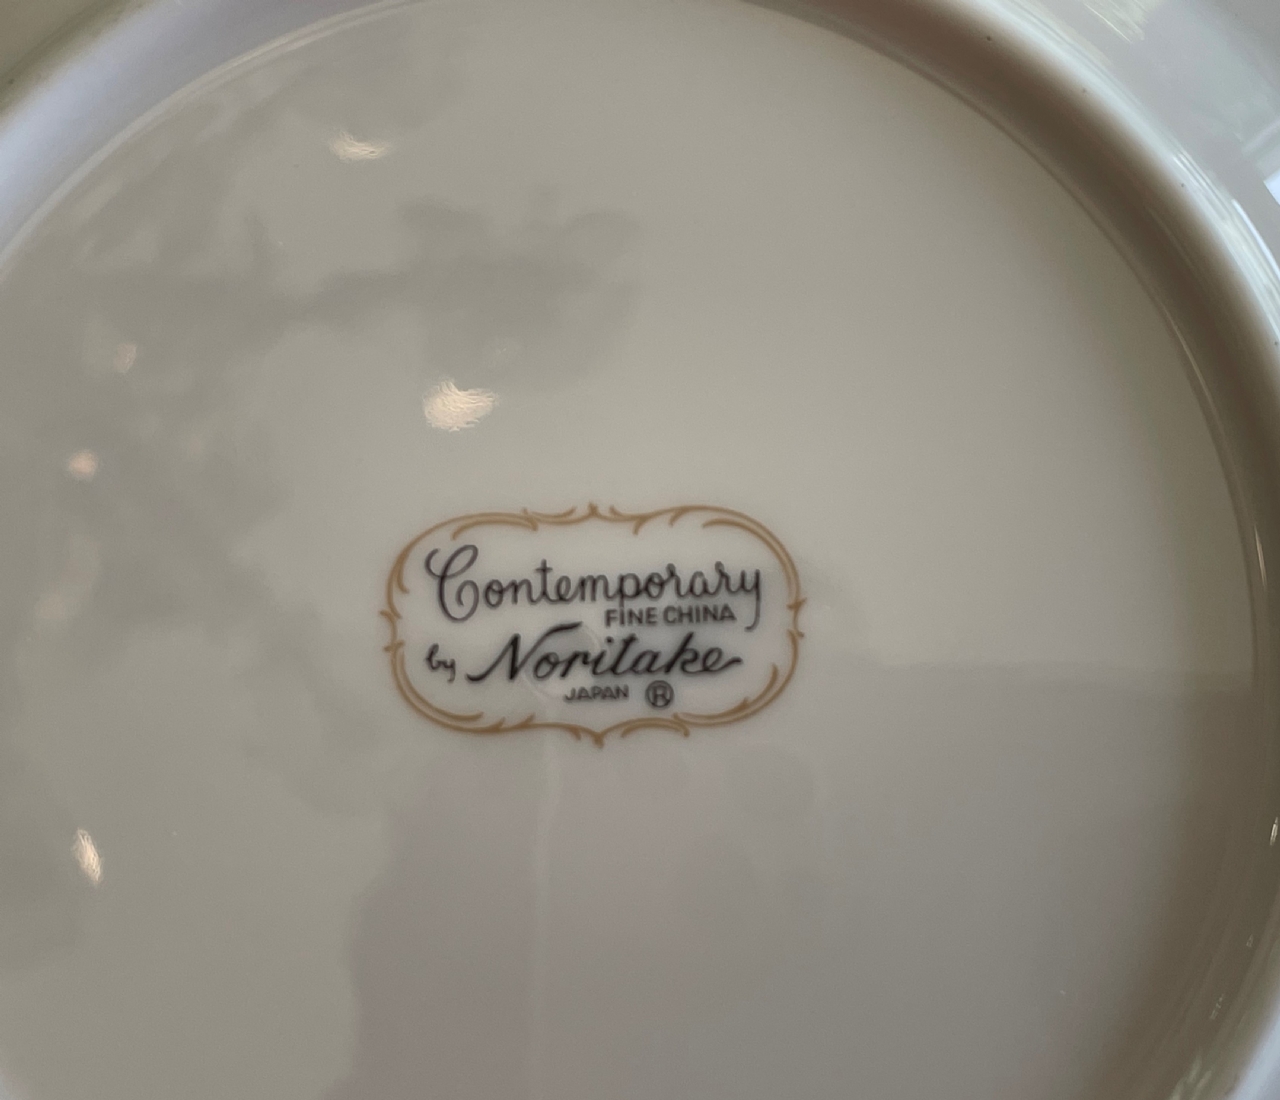 Contemporary
FINE CHINA
by Noritake
JAPAN ®